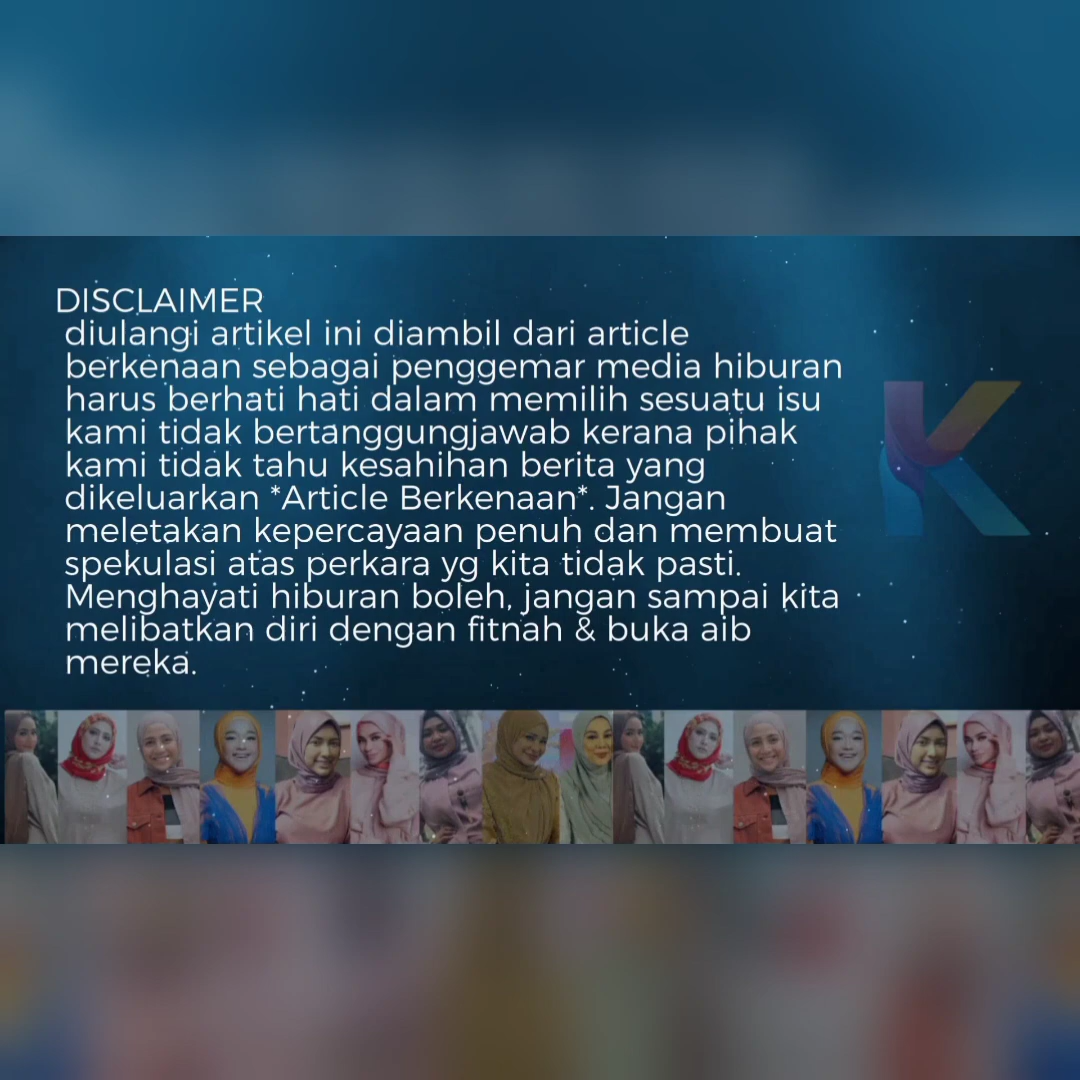 DISCLAIMER
diulangi artikel ini diambil dari article
berkenaan sebagai penggemar media hiburan
harus berhati hati dalam memilih sesuatu isu
kami tidak bertanggungjawab kerana pihak
kami tidak tahu kesahihan berita yang
dikeluarkan *Article Berkenaan*. Jangan
meletakan kepercayaan penuh dan membuat
spekulasi atas perkara yg kita tidak pasti.
Menghayati hiburan boleh, jangan sampai kita
melibatkan diri dengan fitnah & buka aib
mereka.
K